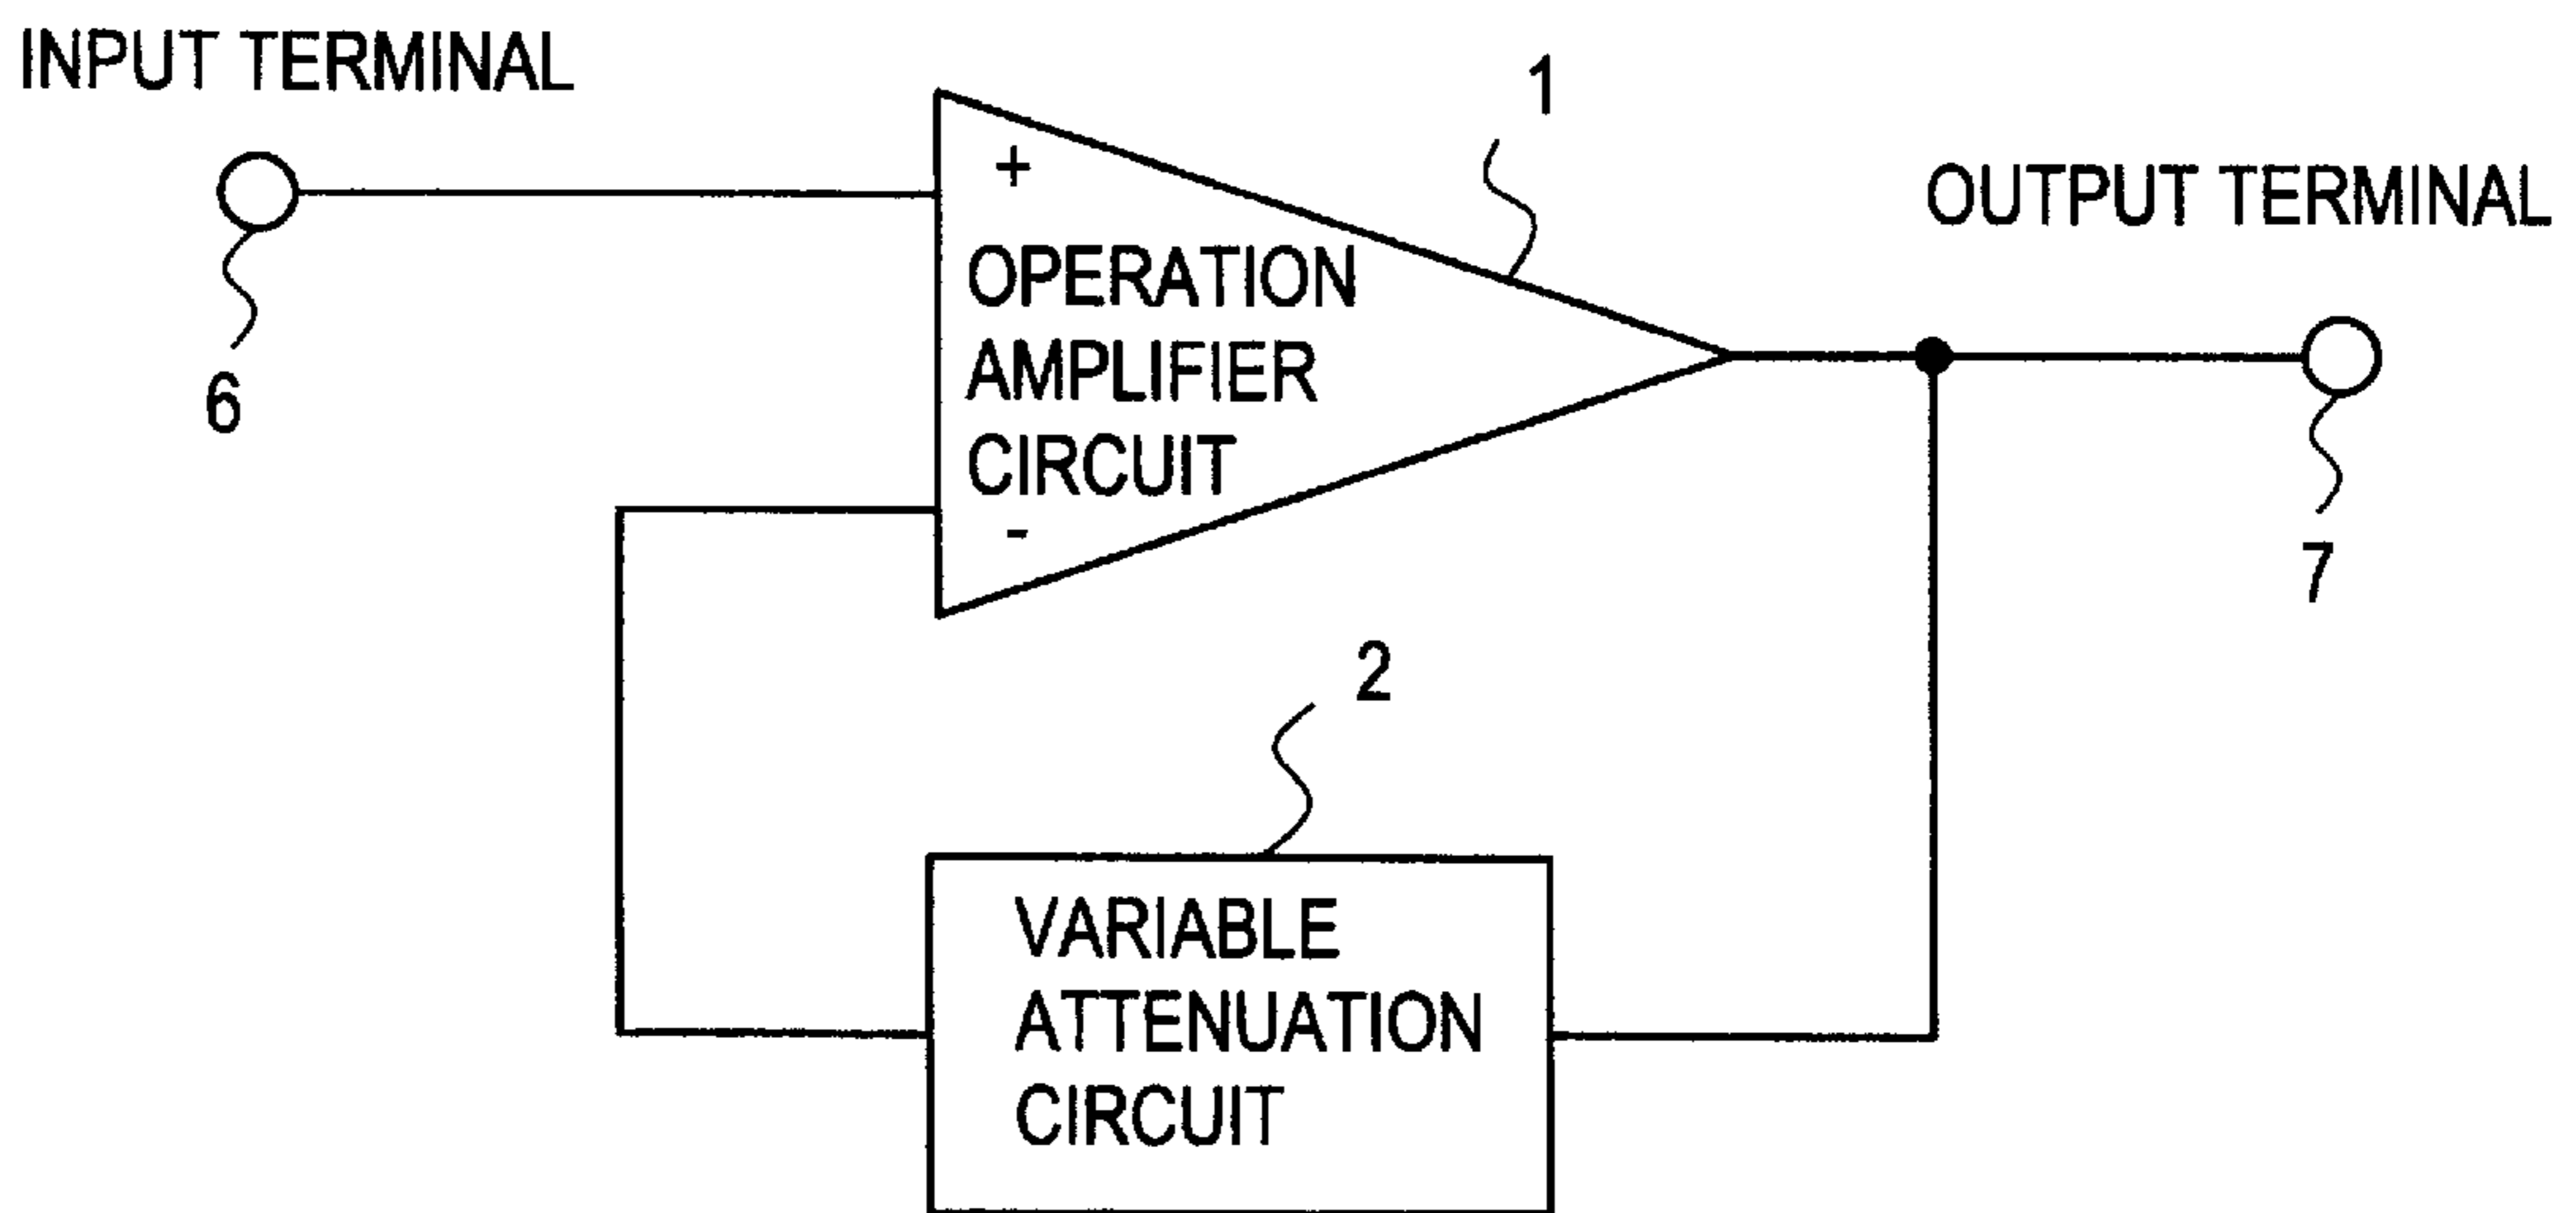 INPUT TERMINAL
1
+
OUTPUT TERMINAL
OPERATION
AMPLIFIER
CIRCUIT
-
6
7
2
VARIABLE
ATTENUATION
CIRCUIT